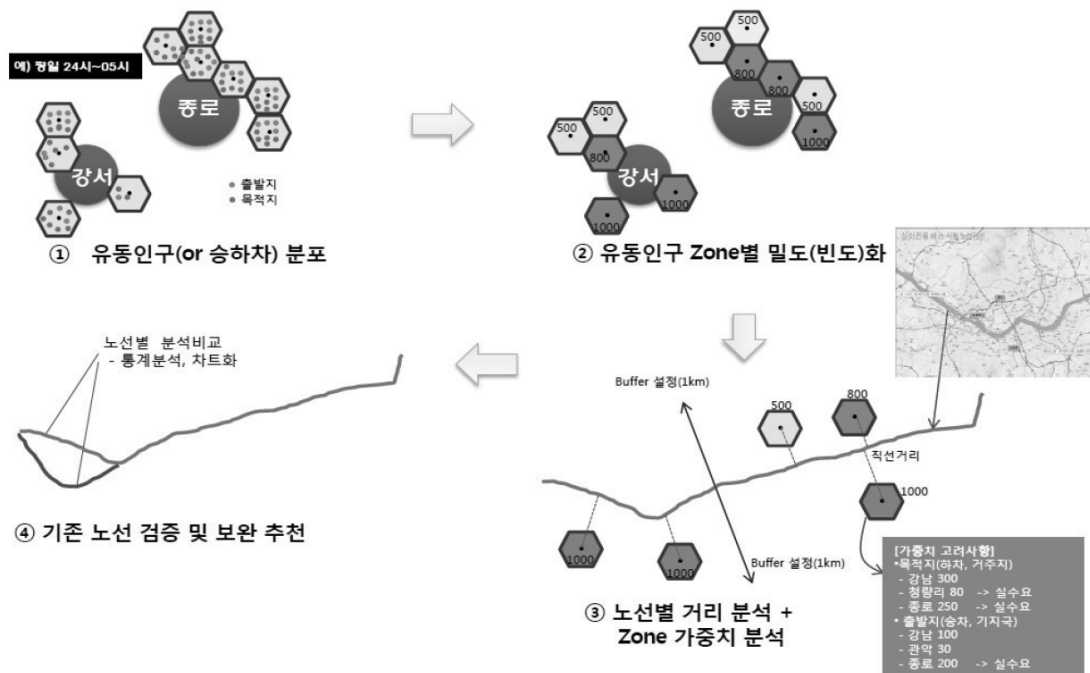 예) 평일 24시~05시
종로
강서
출발지
목적지
① 유동인구(or 승하차) 분포
500
500
800
800
500
1000
종로
500
500
800
1000
1000
강서
② 유동인구 Zone별 밀도(빈도)화
Buffer 설정(1km)
500
800
직선거리
1000
1000
1000
Buffer 설정(1km)
③ 노선별 거리 분석 +
Zone 가중치 분석
[가중치 고려사항]
•목적지(하차, 거주지)
- 강남 300
- 청량리 80 -> 실수요
- 종로 250 -> 실수요
• 출발지(승차, 기지국)
- 강남 100
- 관악 30
- 종로 200 -> 실수요
노선별 분석비교
- 통계분석, 차트화
④ 기존 노선 검증 및 보완 추천